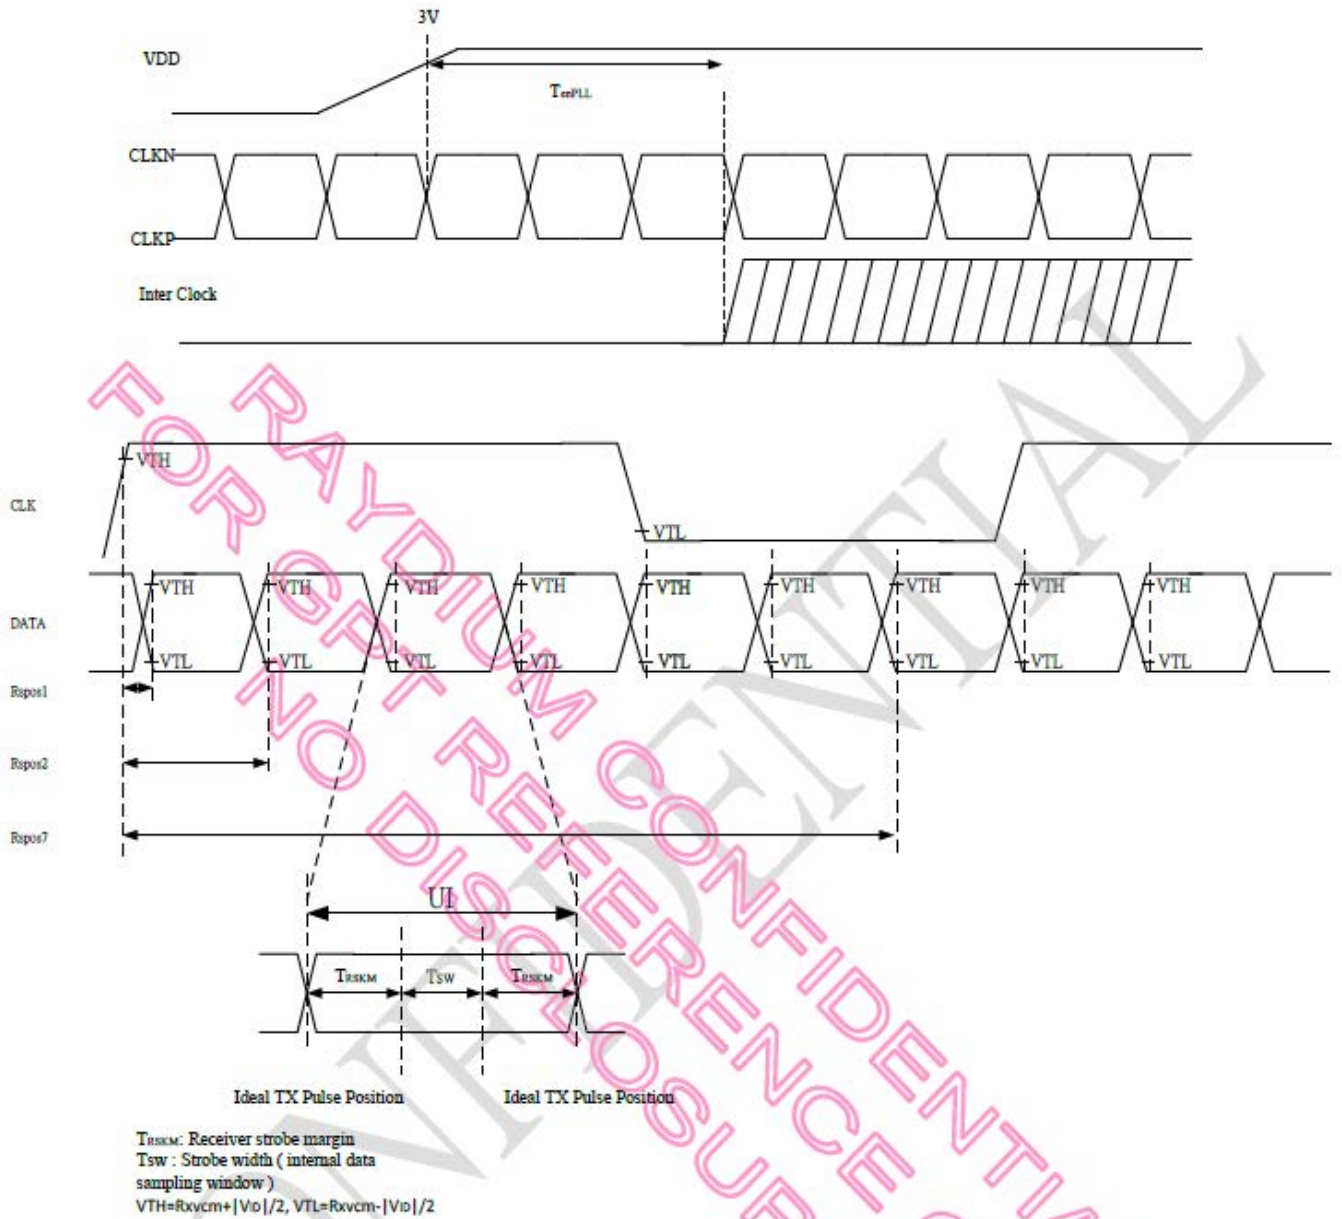 3V
VDD
TenPLL
CLKN
CLKP
Inter Clock
VTH
CLK
VTL
VTH VTH VTH VTH VTH VTH VTH VTH VTH
DATA
VTL VTL VTL VTL VTL VTL VTL VTL VTL
Rspos1
Rspos2
Rspos7
UI
TRSKM TSW TRSKM
Ideal TX Pulse Position Ideal TX Pulse Position
TRSKM: Receiver strobe margin
Tsw : Strobe width ( internal data
sampling window )
VTH=Rxvcm+|VID|/2, VTL=Rxvcm-|VID|/2
RAYDIUM CONFIDENTIA
FOR GPT REFERENCE
NO DISCLOSUR
CONFIDENTIAL